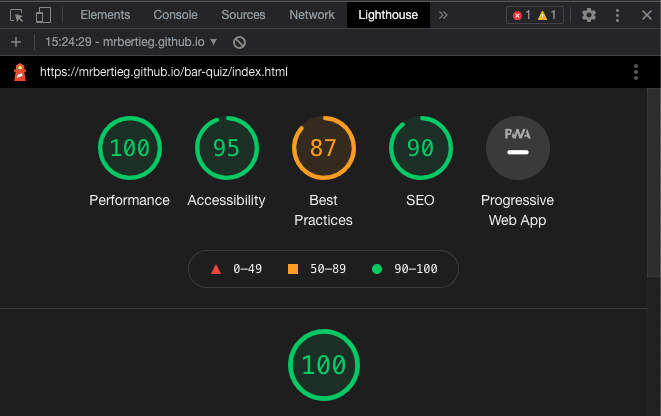 Elements Console Sources Network Lighthouse » 1 1
+ 15:24:29 - mrbertieg.github.io
https://mrbertieg.github.io/bar-quiz/index.html
100 95 87 90 PWA
Performance Accessibility Best Practices SEO Progressive Web App
0–49 50–89 90–100
100